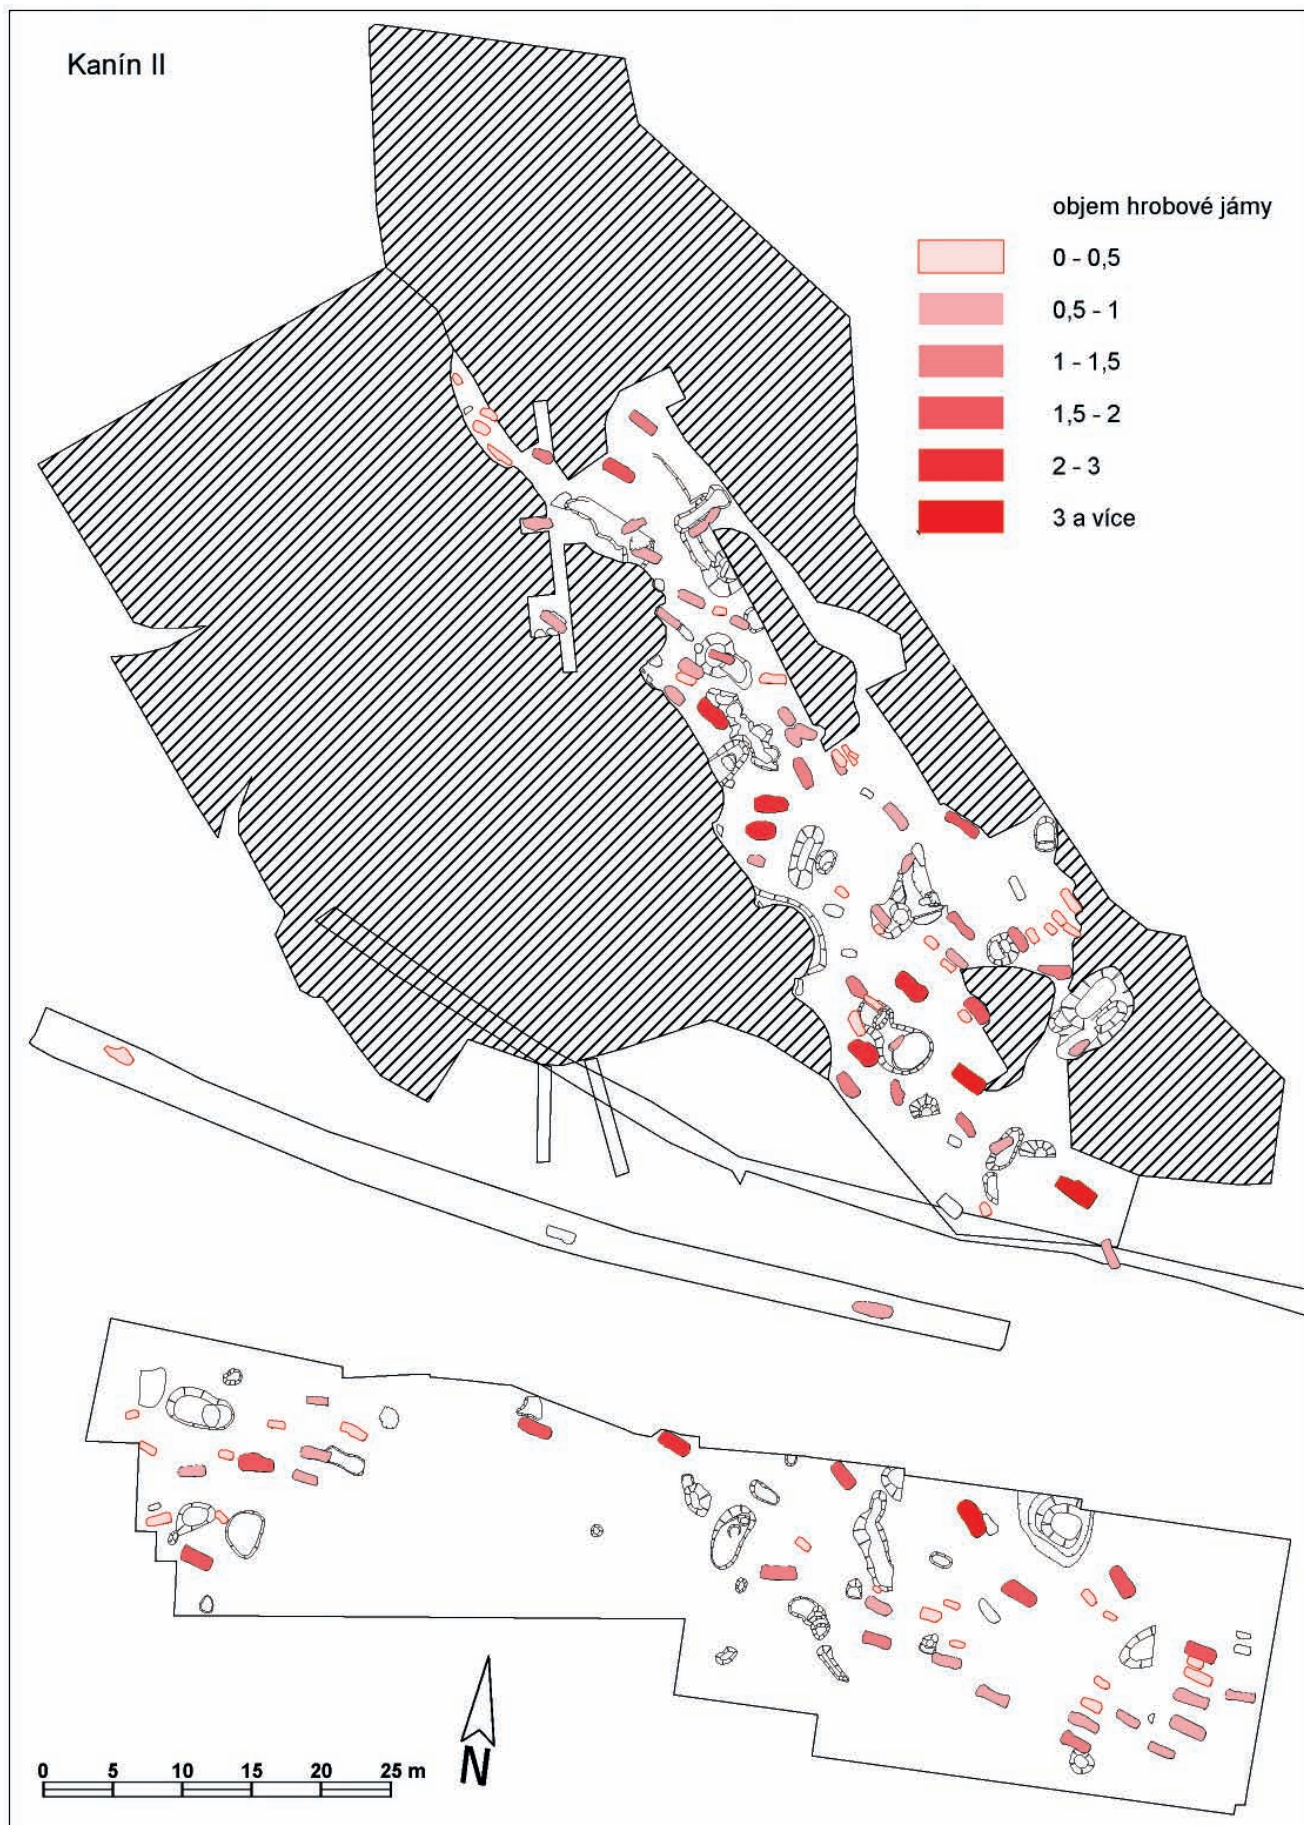 Kanín II
objem hrobové jámy
0 - 0,5
0,5 - 1
1 - 1,5
1,5 - 2
2 - 3
3 a více
N
0 5 10 15 20 25 m